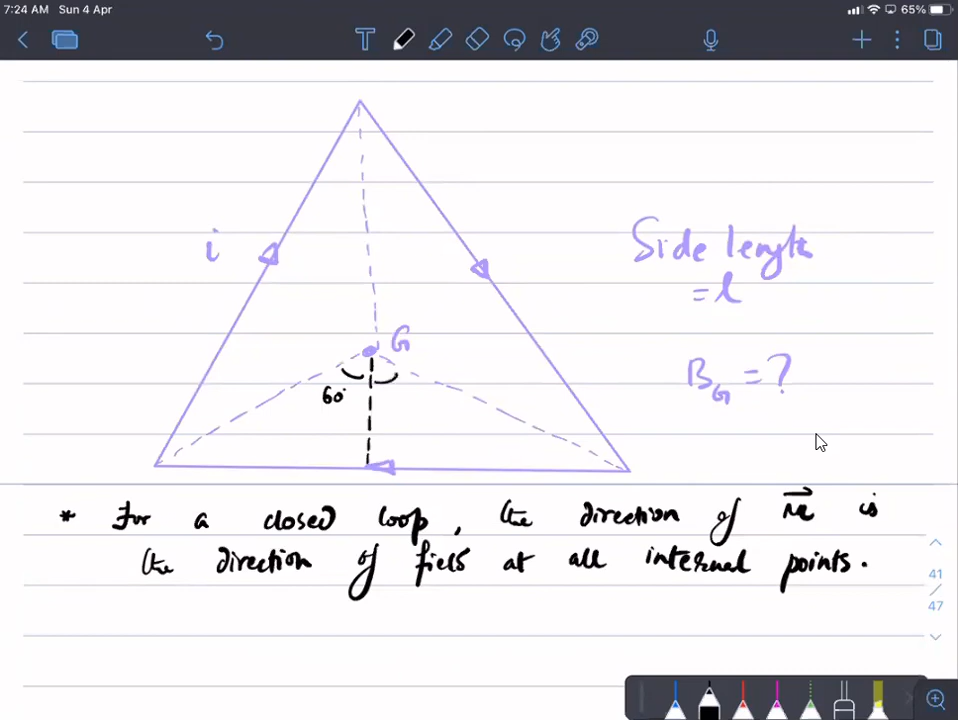 7:24 AM Sun 4 Apr
65%
T
i
Side length
= l
G
60°
B_G = ?
* For a closed loop, the direction of m⃗ is
the direction of field at all internal points.
41
/
47